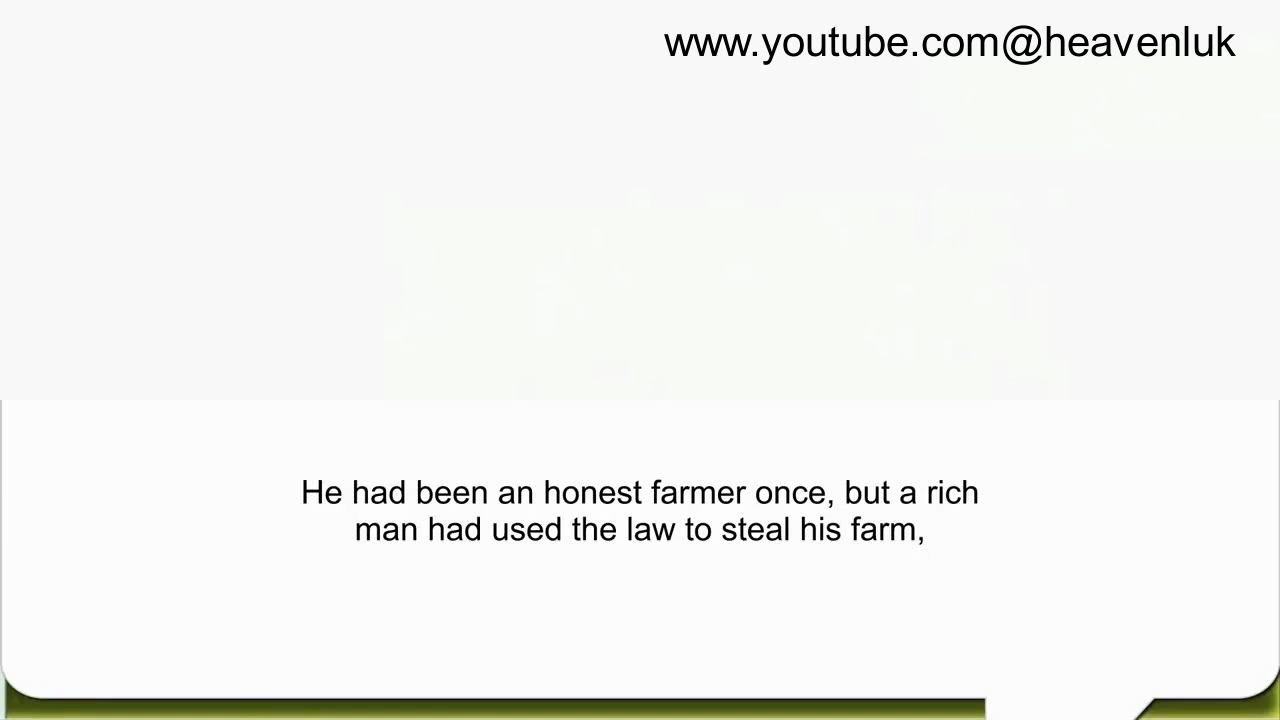 www.youtube.com@heavenluk
He had been an honest farmer once, but a rich
man had used the law to steal his farm,